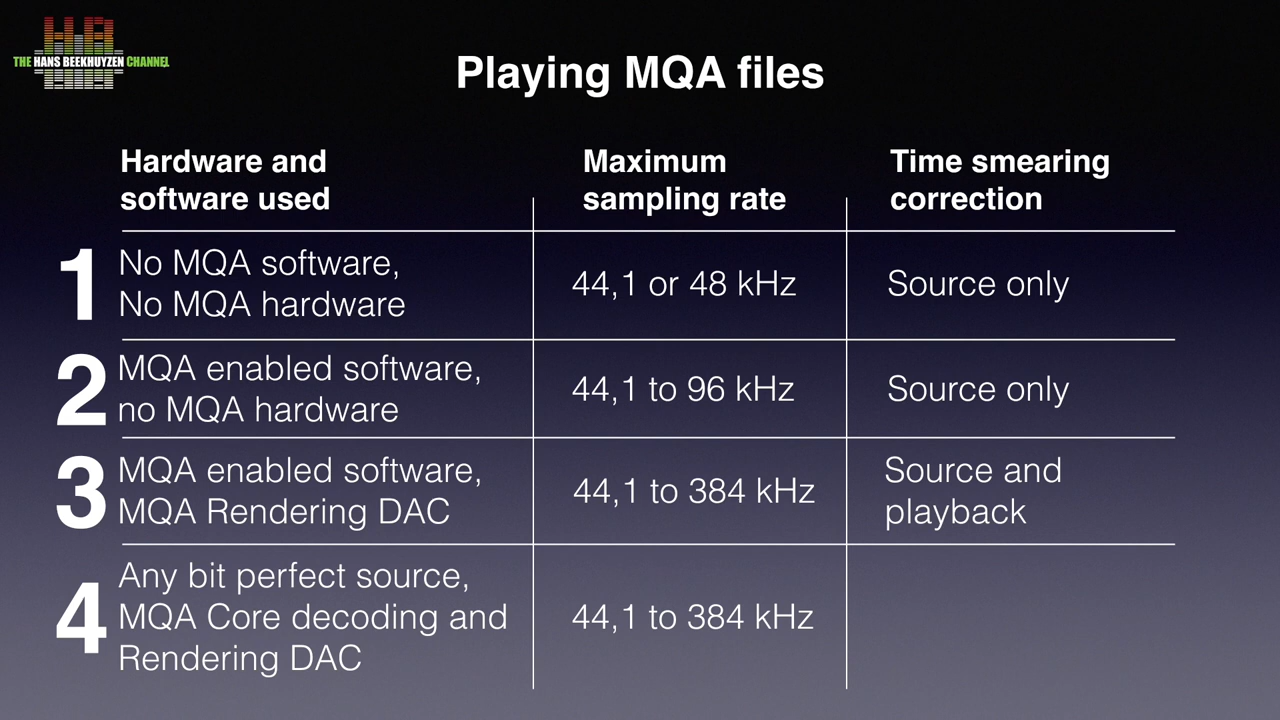 THE HANS BEEKHUYZEN CHANNEL
Playing MQA files
Hardware and
software used
Maximum
sampling rate
Time smearing
correction
1
No MQA software,
No MQA hardware
44,1 or 48 kHz
Source only
2
MQA enabled software,
no MQA hardware
44,1 to 96 kHz
Source only
3
MQA enabled software,
MQA Rendering DAC
44,1 to 384 kHz
Source and
playback
4
Any bit perfect source,
MQA Core decoding and
Rendering DAC
44,1 to 384 kHz